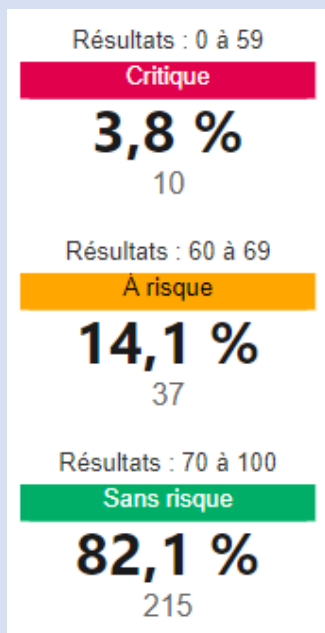 Résultats : 0 à 59
Critique
3,8 %
10
Résultats : 60 à 69
À risque
14,1 %
37
Résultats : 70 à 100
Sans risque
82,1 %
215